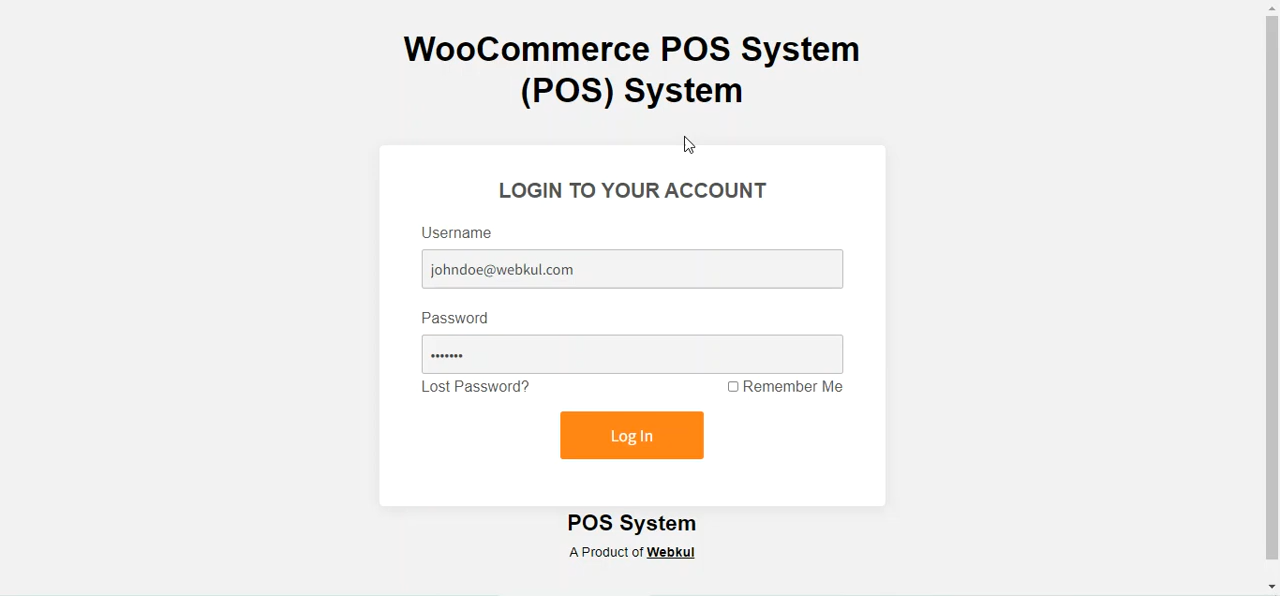 WooCommerce POS System
(POS) System
LOGIN TO YOUR ACCOUNT
Username
johndoe@webkul.com
Password
•••••••
Lost Password?
Remember Me
Log In
POS System
A Product of Webkul